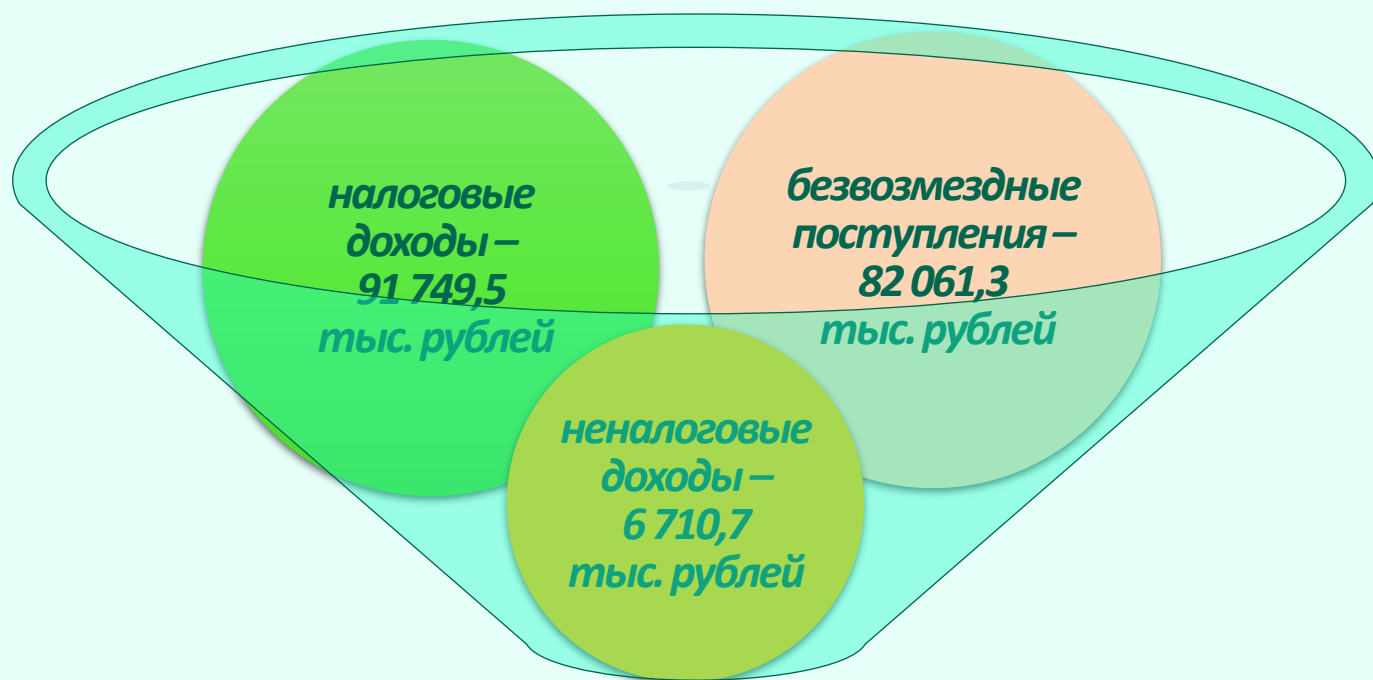 налоговые
доходы –
91 749,5
тыс. рублей
безвозмездные
поступления –
82 061,3
тыс. рублей
неналоговые
доходы –
6 710,7
тыс. рублей